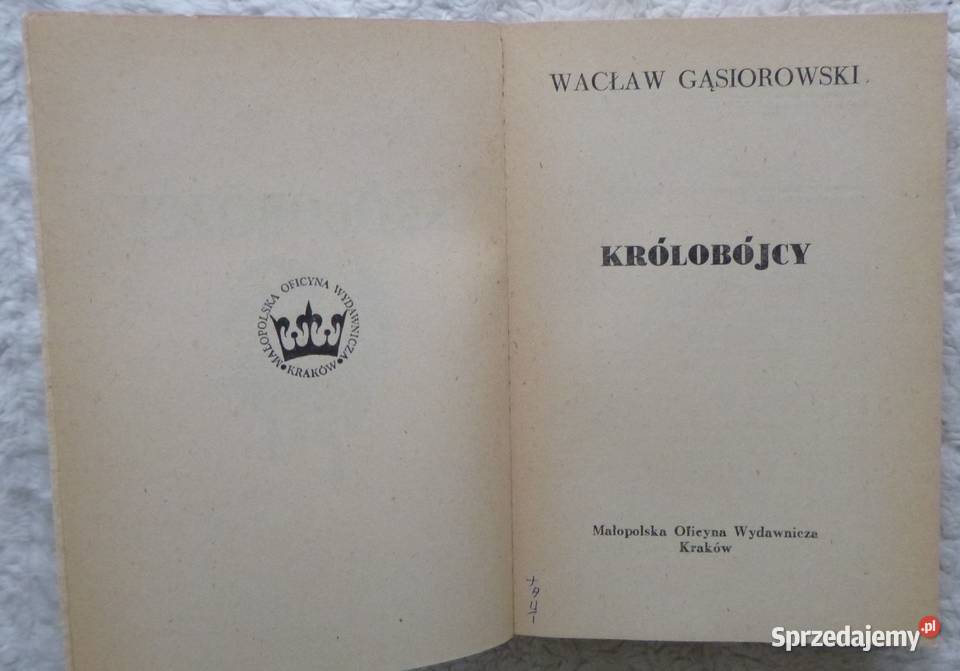 MAŁOPOLSKA OFICYNA WYDAWNICZA • KRAKÓW •
WACŁAW GĄSIOROWSKI
KRÓLOBÓJCY
Małopolska Oficyna Wydawnicza
Kraków
Sprzedajemy.pl